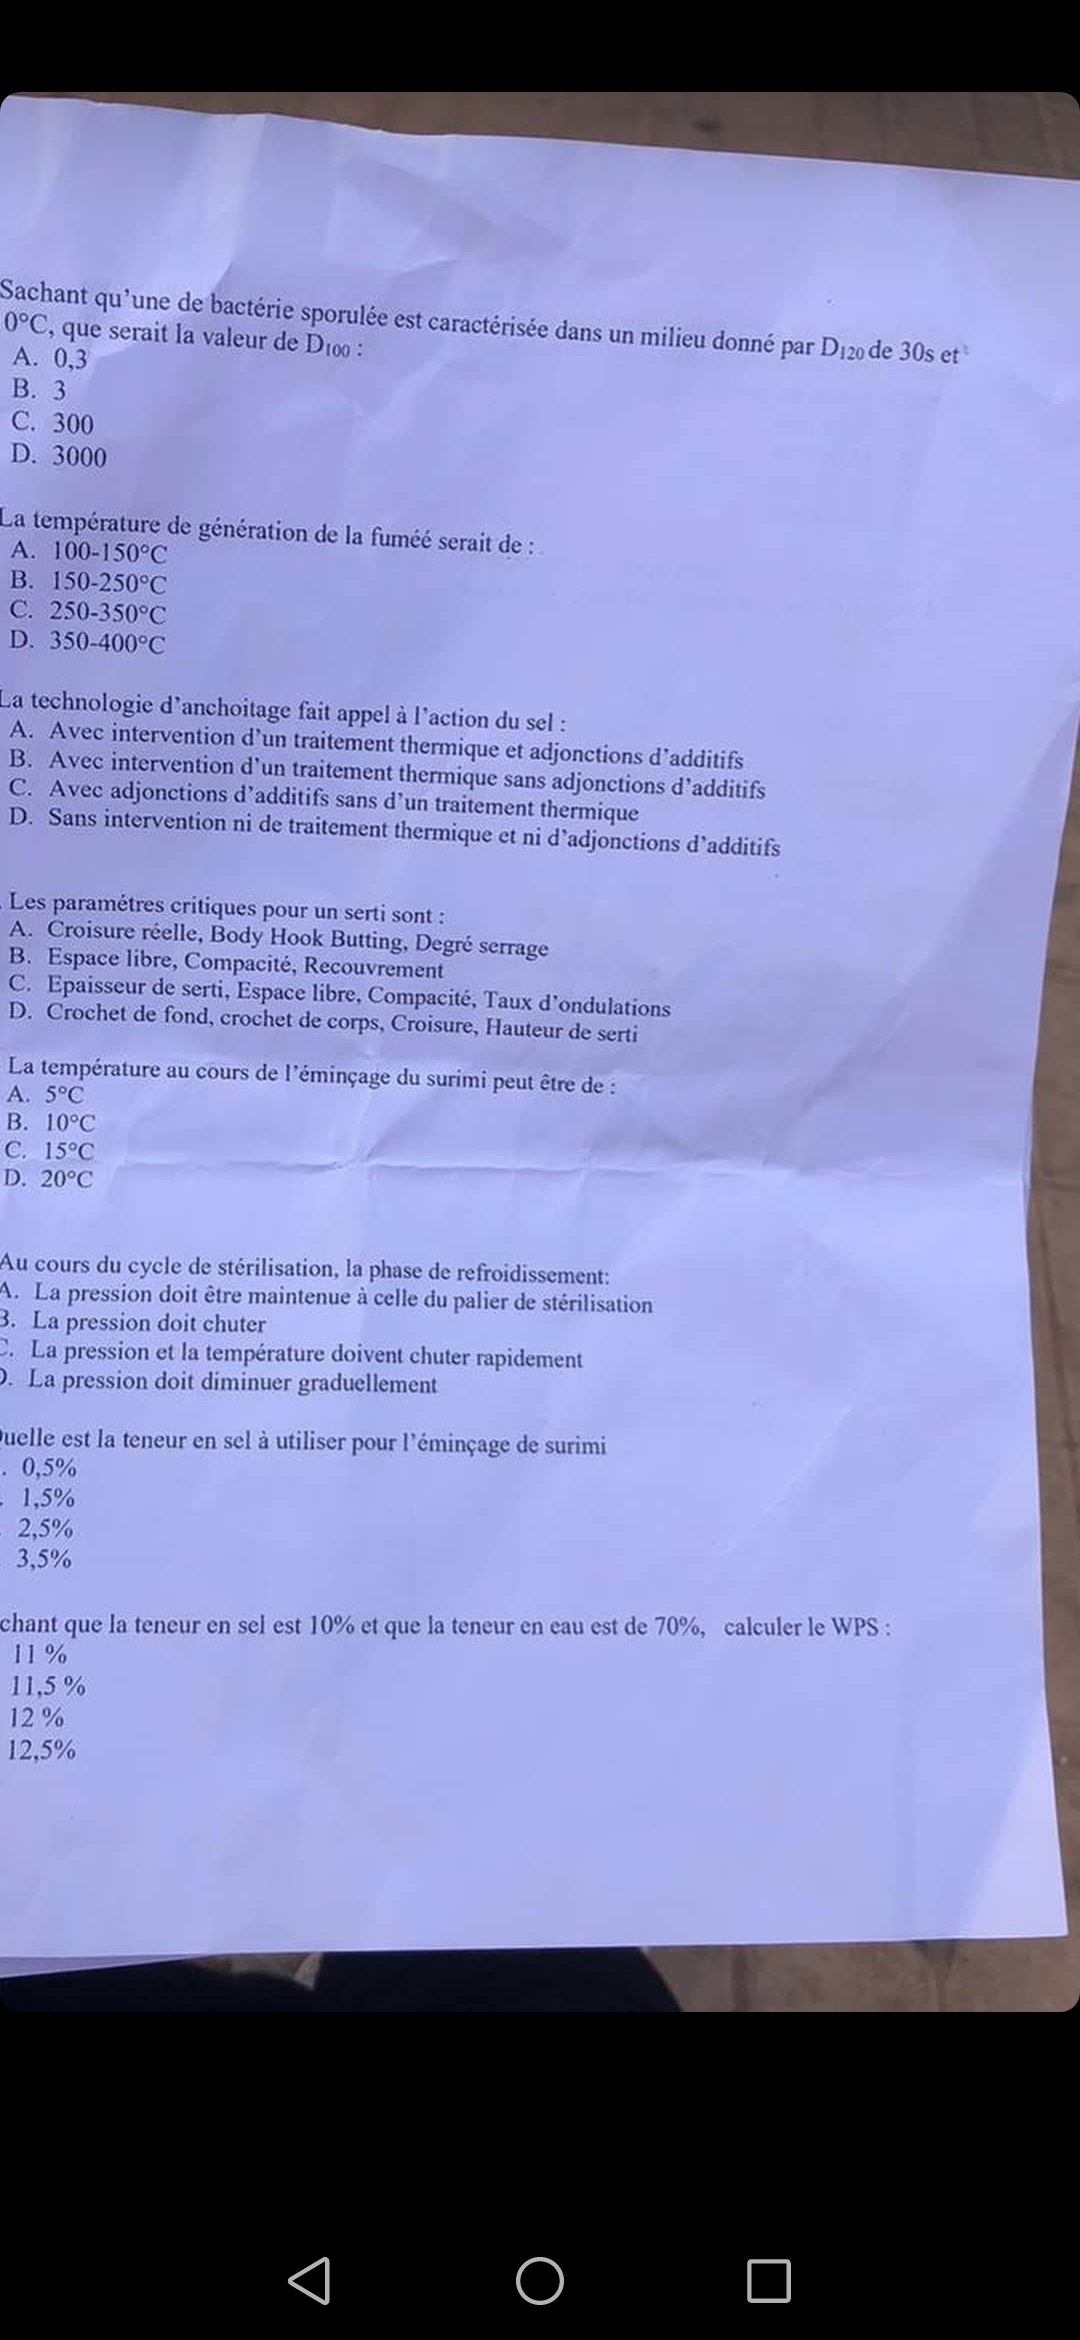 Sachant qu'une de bactérie sporulée est caractérisée dans un milieu donné par D120 de 30s et
0°C, que serait la valeur de D100 :
A. 0,3
B. 3
C. 300
D. 3000
La température de génération de la fuméé serait de :
A. 100-150°C
B. 150-250°C
C. 250-350°C
D. 350-400°C
La technologie d'anchoitage fait appel à l'action du sel :
A. Avec intervention d'un traitement thermique et adjonctions d'additifs
B. Avec intervention d'un traitement thermique sans adjonctions d'additifs
C. Avec adjonctions d'additifs sans d'un traitement thermique
D. Sans intervention ni de traitement thermique et ni d'adjonctions d'additifs
. Les paramétres critiques pour un serti sont :
A. Croisure réelle, Body Hook Butting, Degré serrage
B. Espace libre, Compacité, Recouvrement
C. Epaisseur de serti, Espace libre, Compacité, Taux d'ondulations
D. Crochet de fond, crochet de corps, Croisure, Hauteur de serti
La température au cours de l'éminçage du surimi peut être de :
A. 5°C
B. 10°C
C. 15°C
D. 20°C
Au cours du cycle de stérilisation, la phase de refroidissement:
A. La pression doit être maintenue à celle du palier de stérilisation
B. La pression doit chuter
C. La pression et la température doivent chuter rapidement
D. La pression doit diminuer graduellement
Quelle est la teneur en sel à utiliser pour l'éminçage de surimi
. 0,5%
. 1,5%
2,5%
3,5%
chant que la teneur en sel est 10% et que la teneur en eau est de 70%, calculer le WPS :
11 %
11,5 %
12 %
12,5%